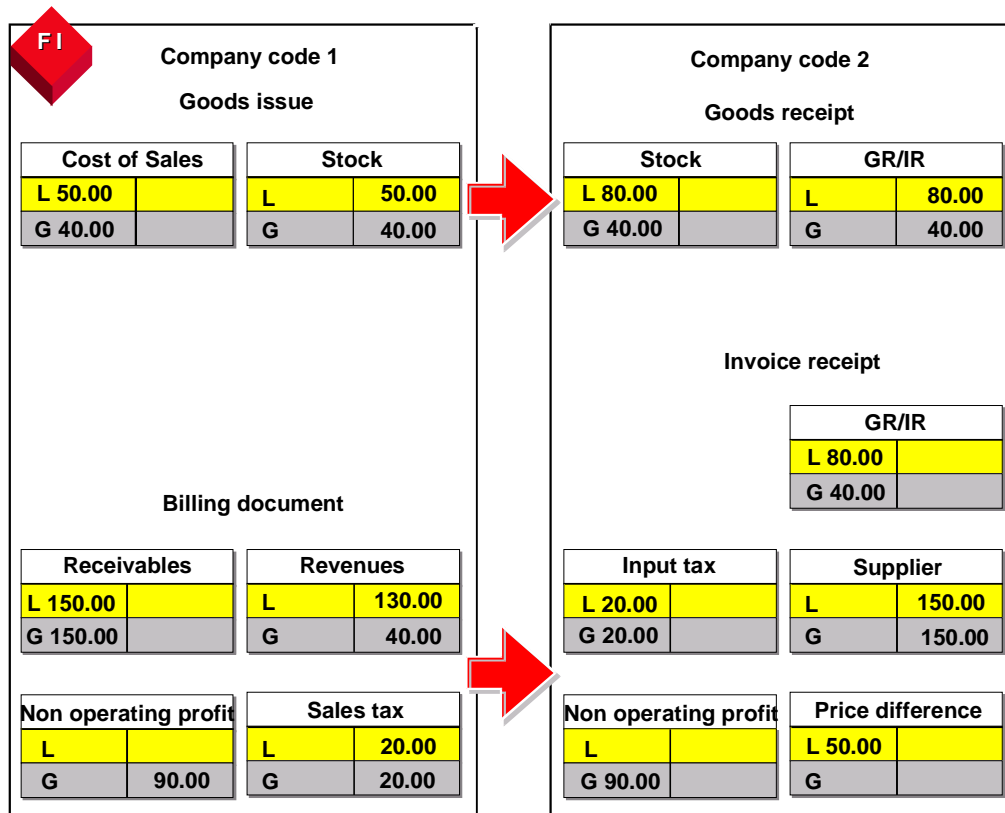 FI
Company code 1
Goods issue
Cost of Sales
L 50.00
G 40.00
Stock
L 50.00
G 40.00
Billing document
Receivables
L 150.00
G 150.00
Revenues
L 130.00
G 40.00
Non operating profit
L
G 90.00
Sales tax
L 20.00
G 20.00
Company code 2
Goods receipt
Stock
L 80.00
G 40.00
GR/IR
L 80.00
G 40.00
Invoice receipt
GR/IR
L 80.00
G 40.00
Input tax
L 20.00
G 20.00
Supplier
L 150.00
G 150.00
Non operating profit
L
G 90.00
Price difference
L 50.00
G